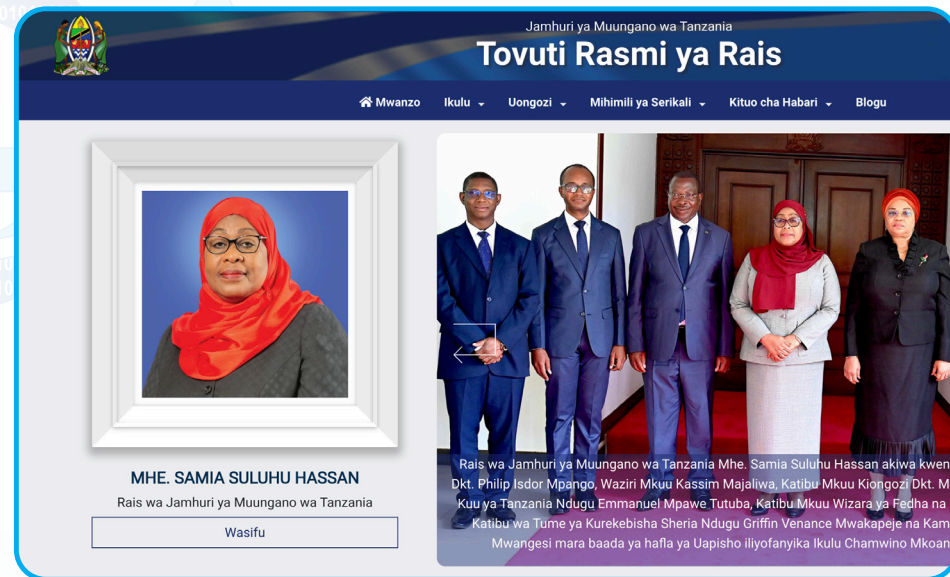 Jamhuri ya Muungano wa Tanzania
Tovuti Rasmi ya Rais
Mwanzo Ikulu Uongozi Mihimili ya Serikali Kituo cha Habari Blogu
MHE. SAMIA SULUHU HASSAN
Rais wa Jamhuri ya Muungano wa Tanzania
Wasifu
Rais wa Jamhuri ya Muungano wa Tanzania Mhe. Samia Suluhu Hassan akiwa kwen
Dkt. Philip Isdor Mpango, Waziri Mkuu Kassim Majaliwa, Katibu Mkuu Kiongozi Dkt. M
Kuu ya Tanzania Ndugu Emmanuel Mpawe Tutuba, Katibu Mkuu Wizara ya Fedha na
Katibu wa Tume ya Kurekebisha Sheria Ndugu Griffin Venance Mwakapeje na Kam
Mwangesi mara baada ya hafla ya Uapisho iliyofanyika Ikulu Chamwino Mkoan